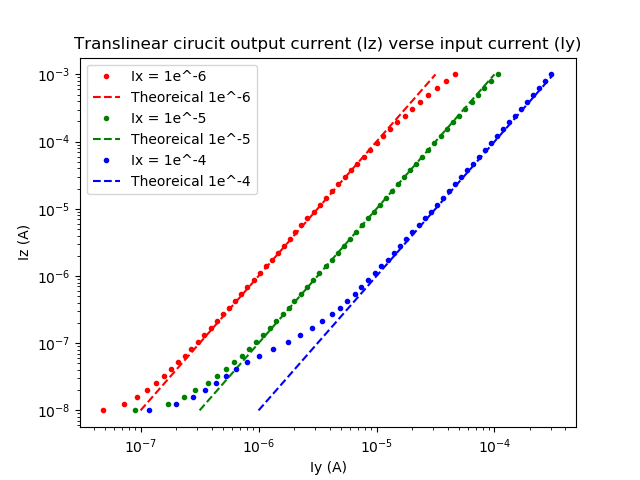 Translinear cirucit output current (Iz) verse input current (Iy)
Ix = 1e^-6
Theoreical 1e^-6
Ix = 1e^-5
Theoreical 1e^-5
Ix = 1e^-4
Theoreical 1e^-4
10⁻³
10⁻⁴
10⁻⁵
10⁻⁶
10⁻⁷
10⁻⁸
Iz (A)
10⁻⁷ 10⁻⁶ 10⁻⁵ 10⁻⁴
Iy (A)